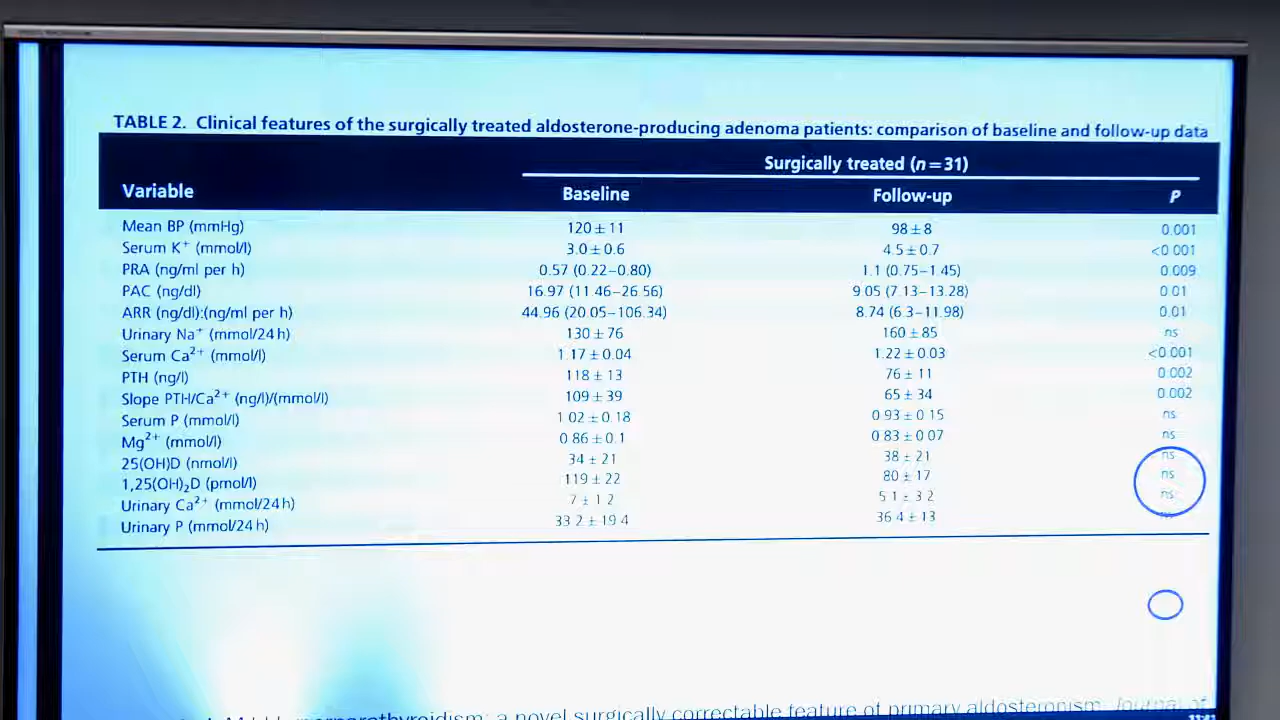 TABLE 2. Clinical features of the surgically treated aldosterone-producing adenoma patients: comparison of baseline and follow-up data
Surgically treated (n=31)
Variable Baseline Follow-up P
Mean BP (mmHg) 120±11 98±8 0.001
Serum K+ (mmol/l) 3.0±0.6 4.5±0.7 <0.001
PRA (ng/ml per h) 0.57 (0.22–0.80) 1.1 (0.75–1.45) 0.009
PAC (ng/dl) 16.97 (11.46–26.56) 9.05 (7.13–13.28) 0.01
ARR (ng/dl):(ng/ml per h) 44.96 (20.05–106.34) 8.74 (6.3–11.98) 0.01
Urinary Na+ (mmol/24h) 130±76 160±85 ns
Serum Ca2+ (mmol/l) 1.17±0.04 1.22±0.03 <0.001
PTH (ng/l) 118±13 76±11 0.002
Slope PTH/Ca2+ (ng/l)/(mmol/l) 109±39 65±34 0.002
Serum P (mmol/l) 1.02±0.18 0.93±0.15 ns
Mg2+ (mmol/l) 0.86±0.1 0.83±0.07 ns
25(OH)D (nmol/l) 34±21 38±21 ns
1,25(OH)2D (pmol/l) 119±22 80±17 ns
Urinary Ca2+ (mmol/24h) 7±1.2 5.1±3.2 ns
Urinary P (mmol/24h) 33.2±19.4 36.4±13
a novel surgically correctable feature of primary aldosteronism. Journal of